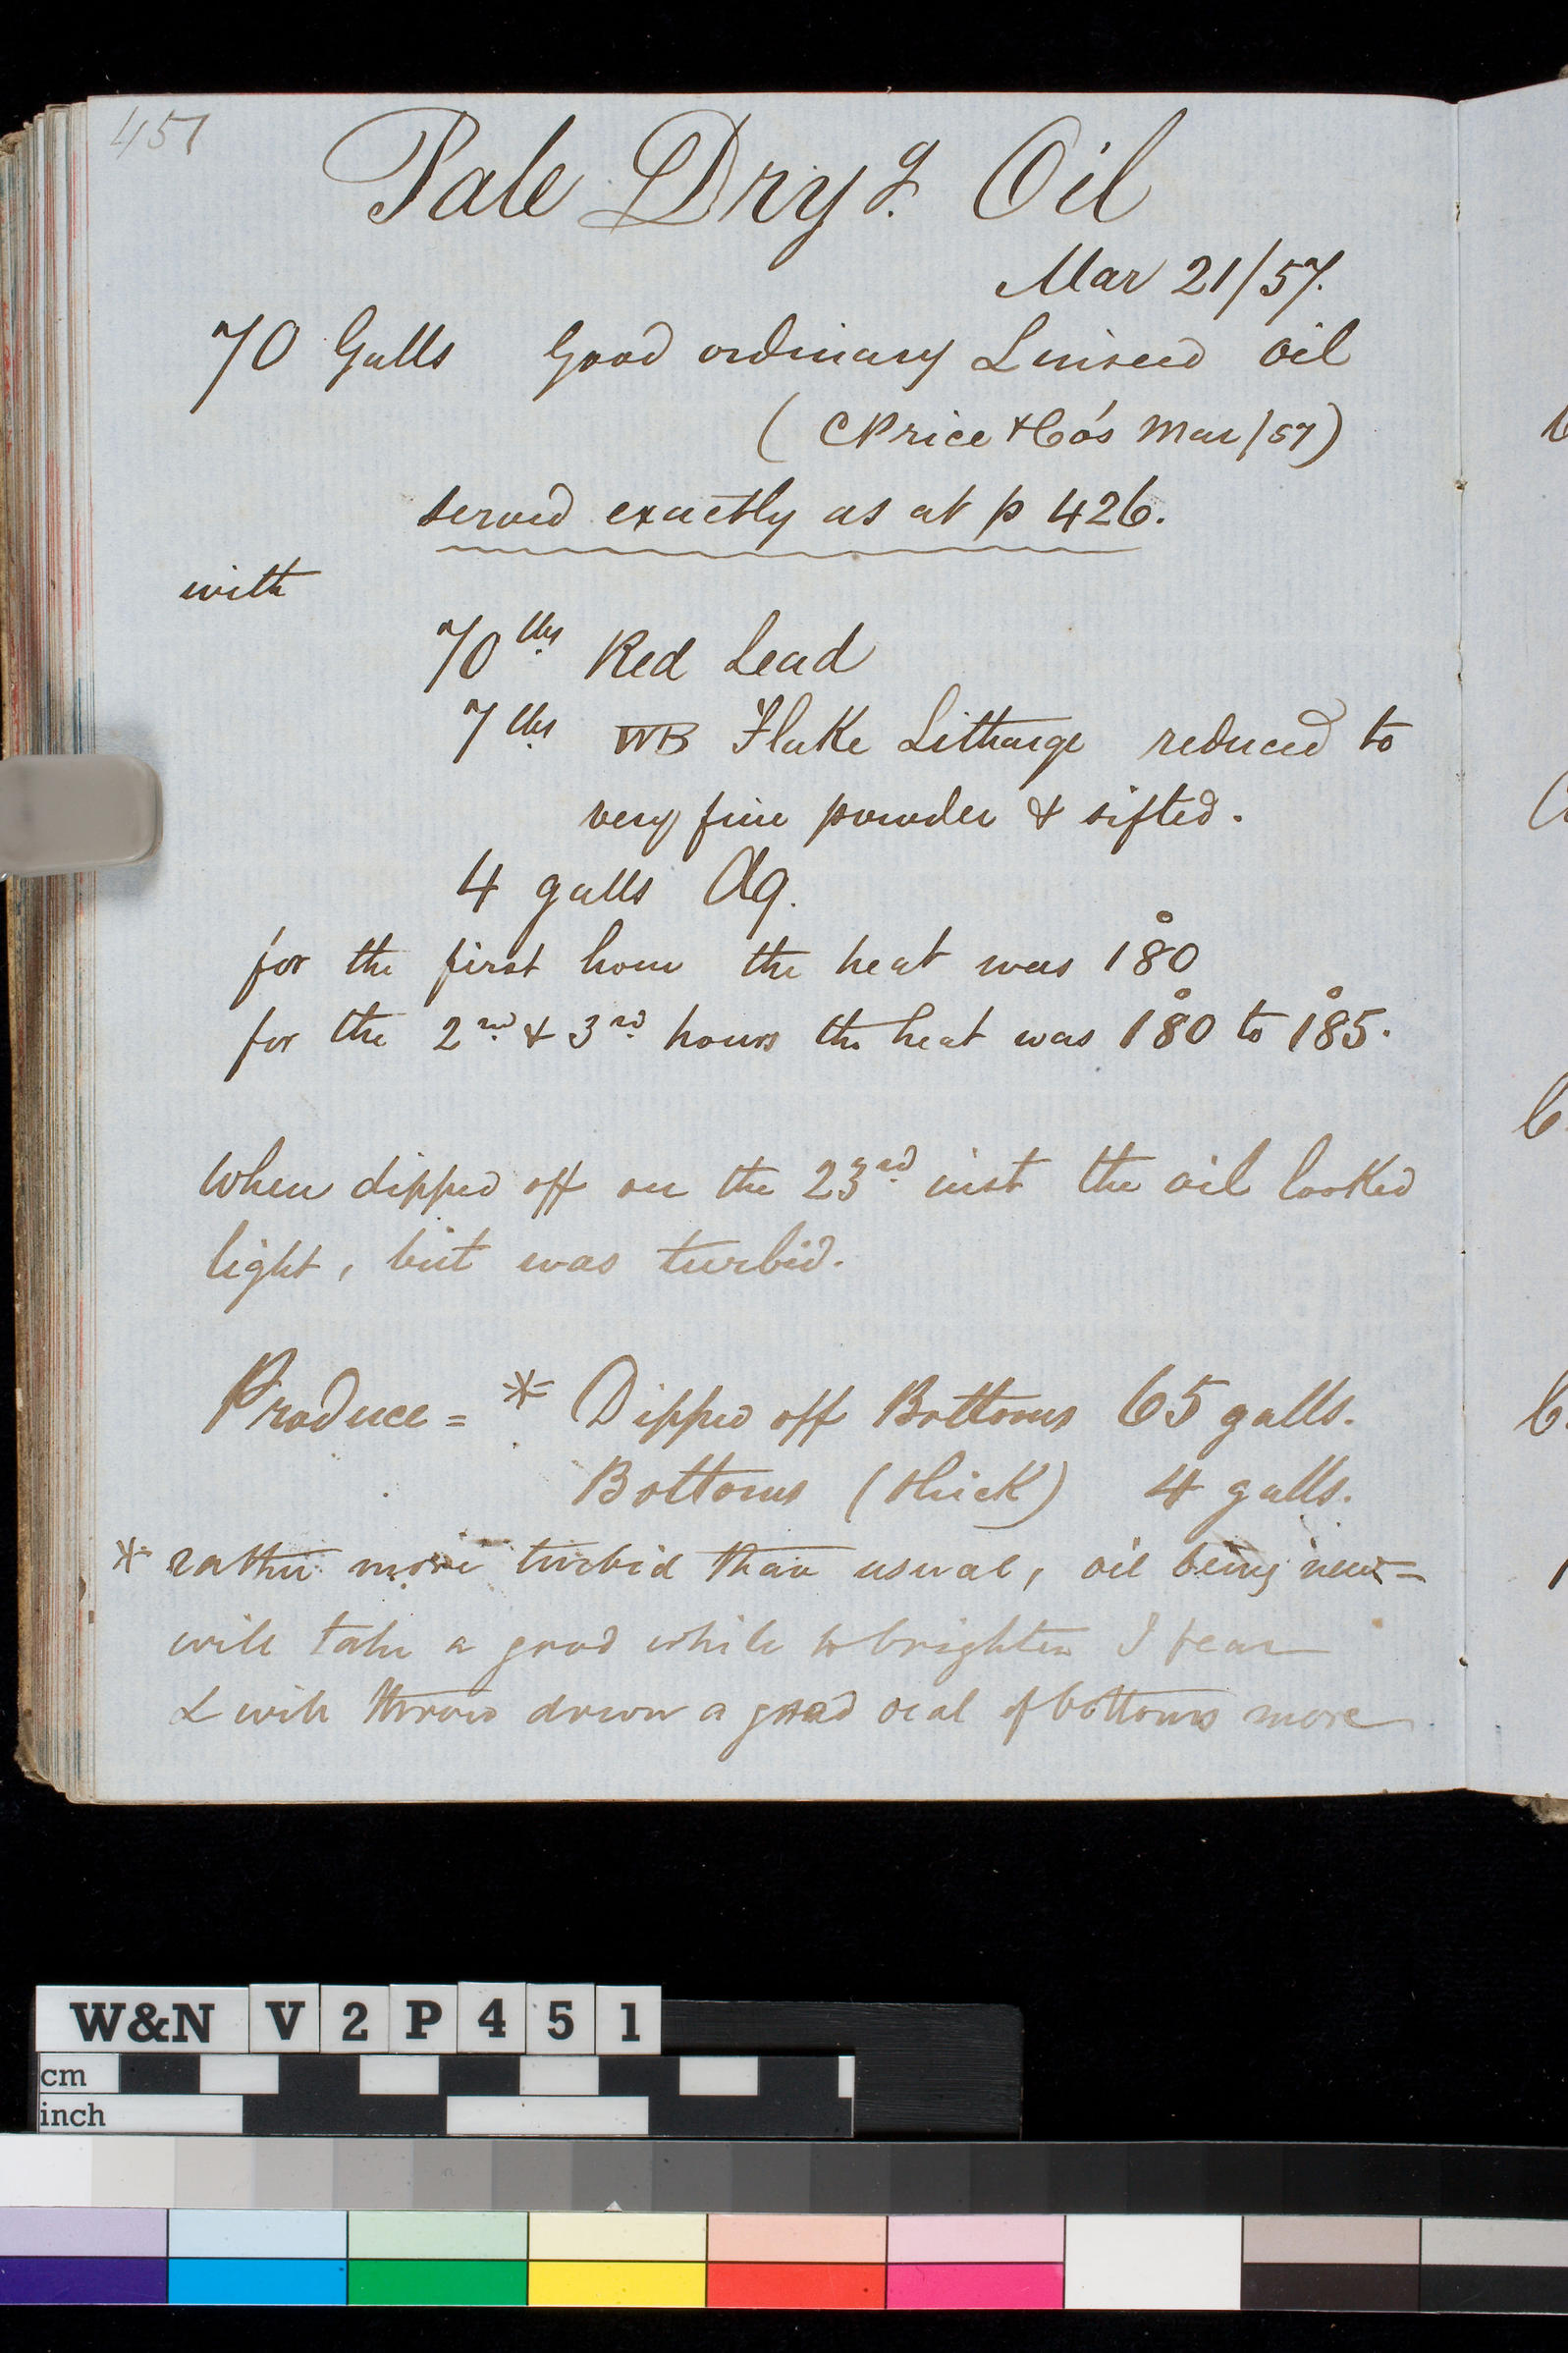 451
Pale Dryg. Oil
Mar 21/57.
70 Galls Good ordinary Linseed oil
( C Price & Co's Mar/57)
served exactly as at p 426.
with
70 lbs Red Lead
7 lbs WB Flake Litharge reduced to
very fine powder & sifted.
4 galls Aq.
for the first hour the heat was 180°
for the 2nd & 3rd hours the heat was 180° to 185°.
When dipped off on the 23rd inst the oil looked
light, but was turbid.
Produce = * Dipped off Bottoms 65 galls.
Bottoms (thick) 4 galls.
* rather more turbid than usual, oil being new =
will take a good while to brighten I fear
& will throw down a good deal of bottoms more
W&N V2P451
cm
inch